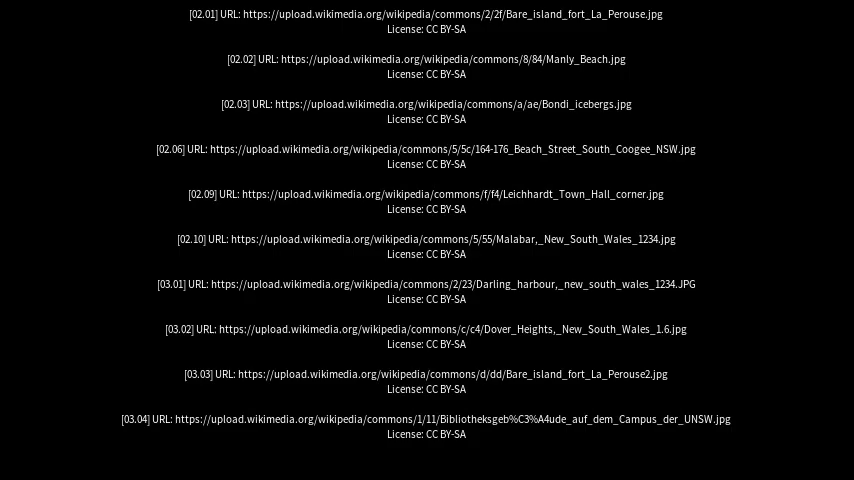 [02.01] URL: https://upload.wikimedia.org/wikipedia/commons/2/2f/Bare_island_fort_La_Perouse.jpg
License: CC BY-SA
[02.02] URL: https://upload.wikimedia.org/wikipedia/commons/8/84/Manly_Beach.jpg
License: CC BY-SA
[02.03] URL: https://upload.wikimedia.org/wikipedia/commons/a/ae/Bondi_icebergs.jpg
License: CC BY-SA
[02.06] URL: https://upload.wikimedia.org/wikipedia/commons/5/5c/164-176_Beach_Street_South_Coogee_NSW.jpg
License: CC BY-SA
[02.09] URL: https://upload.wikimedia.org/wikipedia/commons/f/f4/Leichhardt_Town_Hall_corner.jpg
License: CC BY-SA
[02.10] URL: https://upload.wikimedia.org/wikipedia/commons/5/55/Malabar,_New_South_Wales_1234.jpg
License: CC BY-SA
[03.01] URL: https://upload.wikimedia.org/wikipedia/commons/2/23/Darling_harbour,_new_south_wales_1234.JPG
License: CC BY-SA
[03.02] URL: https://upload.wikimedia.org/wikipedia/commons/c/c4/Dover_Heights,_New_South_Wales_1.6.jpg
License: CC BY-SA
[03.03] URL: https://upload.wikimedia.org/wikipedia/commons/d/dd/Bare_island_fort_La_Perouse2.jpg
License: CC BY-SA
[03.04] URL: https://upload.wikimedia.org/wikipedia/commons/1/11/Bibliotheksgeb%C3%A4ude_auf_dem_Campus_der_UNSW.jpg
License: CC BY-SA